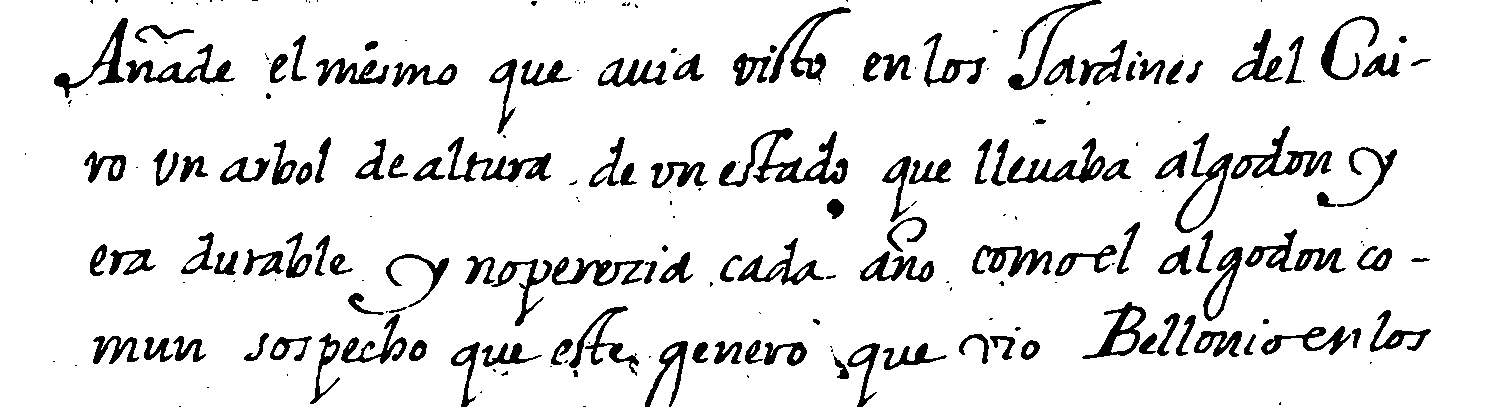 Añade el mesmo que auia visto en los Jardines del Cai-
ro vn arbol de altura de vn estado que lleuaba algodon y
era durable y no perezia cada año como el algodon co-
mun sospecho que este genero que vio Bellonio en los